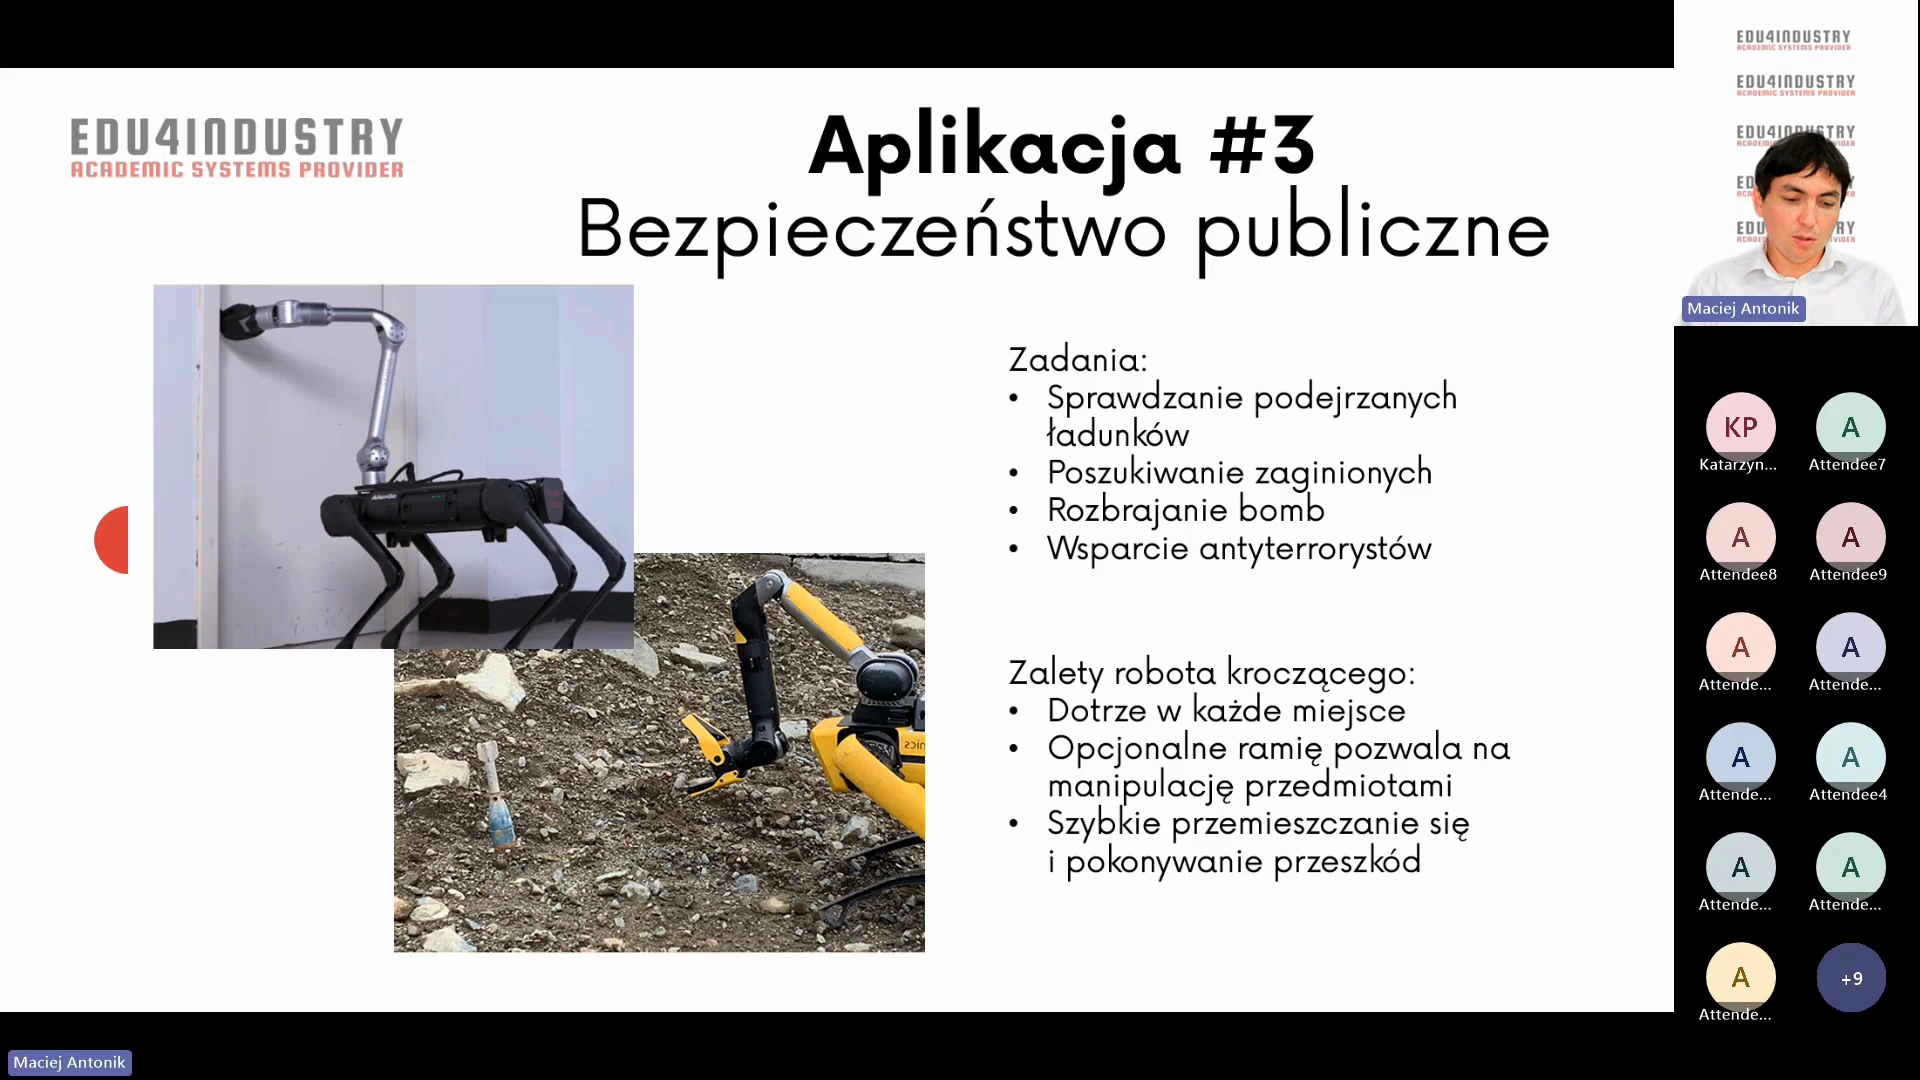 EDU4INDUSTRY
ACADEMIC SYSTEMS PROVIDER
Aplikacja #3
Bezpieczeństwo publiczne
Zadania:
• Sprawdzanie podejrzanych
ładunków
• Poszukiwanie zaginionych
• Rozbrajanie bomb
• Wsparcie antyterrorystów
Zalety robota kroczącego:
• Dotrze w każde miejsce
• Opcjonalne ramię pozwala na
manipulację przedmiotami
• Szybkie przemieszczanie się
i pokonywanie przeszkód
EDU4INDUSTRY
ACADEMIC SYSTEMS PROVIDER
EDU4INDUSTRY
ACADEMIC SYSTEMS PROVIDER
EDU4INDUSTRY
Maciej Antonik
KP
Katarzyn...
A
Attendee7
A
Attendee8
A
Attendee9
A
Attende...
A
Attende...
A
Attende...
A
Attendee4
A
Attende...
A
Attende...
A
Attende...
+9
Maciej Antonik